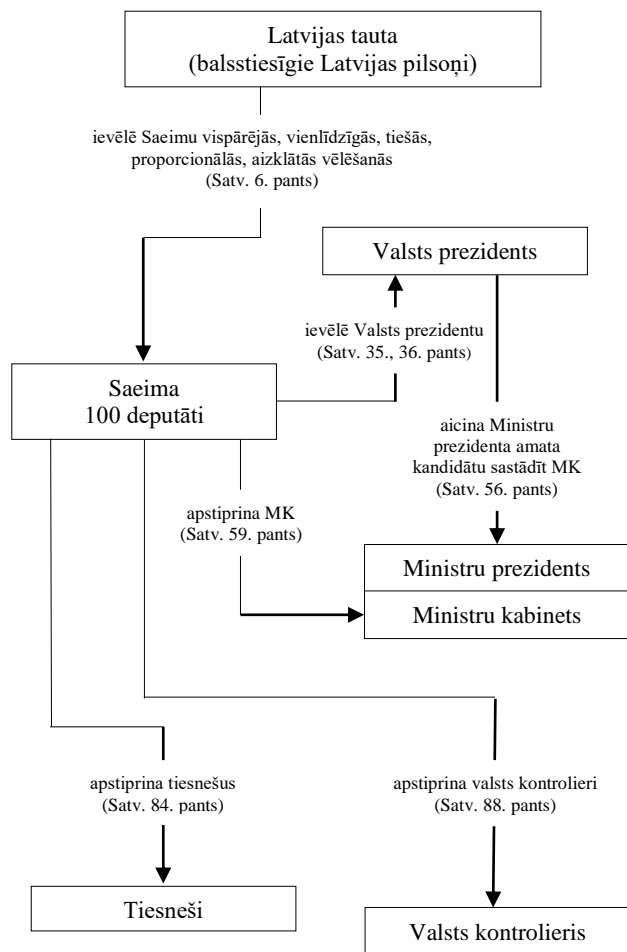 Latvijas tauta
(balsstiesīgie Latvijas pilsoņi)
ievēlē Saeimu vispārējās, vienlīdzīgās, tiešās,
proporcionālās, aizklātās vēlēšanās
(Satv. 6. pants)
Valsts prezidents
ievēlē Valsts prezidentu
(Satv. 35., 36. pants)
Saeima
100 deputāti
aicina Ministru
prezidenta amata
kandidātu sastādīt MK
(Satv. 56. pants)
apstiprina MK
(Satv. 59. pants)
Ministru prezidents
Ministru kabinets
apstiprina tiesnešus
(Satv. 84. pants)
apstiprina valsts kontrolieri
(Satv. 88. pants)
Tiesneši
Valsts kontrolieris